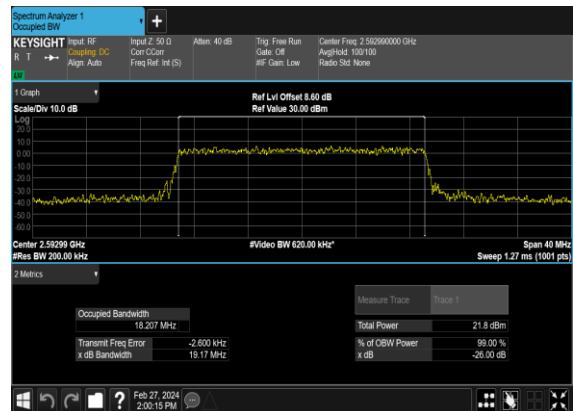 Spectrum Analyzer 1
Occupied BW
+
KEYSIGHT Input: RF Input Z: 50 Ω Atten: 40 dB Trig: Free Run Center Freq: 2.592990000 GHz
R T Coupling: DC Corr CCorr Gate: Off Avg|Hold: 100/100
Align: Auto Freq Ref: Int (S) #IF Gain: Low Radio Std: None
LW
1 Graph
Ref Lvl Offset 8.60 dB
Scale/Div 10.0 dB Ref Value 30.00 dBm
Log
20.0
10.0
0.00
-10.0
-20.0
-30.0
-40.0
-50.0
-60.0
Center 2.59299 GHz #Video BW 620.00 kHz* Span 40 MHz
#Res BW 200.00 kHz Sweep 1.27 ms (1001 pts)
2 Metrics
Measure Trace Trace 1
Occupied Bandwidth
18.207 MHz Total Power 21.8 dBm
Transmit Freq Error -2.600 kHz % of OBW Power 99.00 %
x dB Bandwidth 19.17 MHz x dB -26.00 dB
? Feb 27, 2024
2:00:15 PM